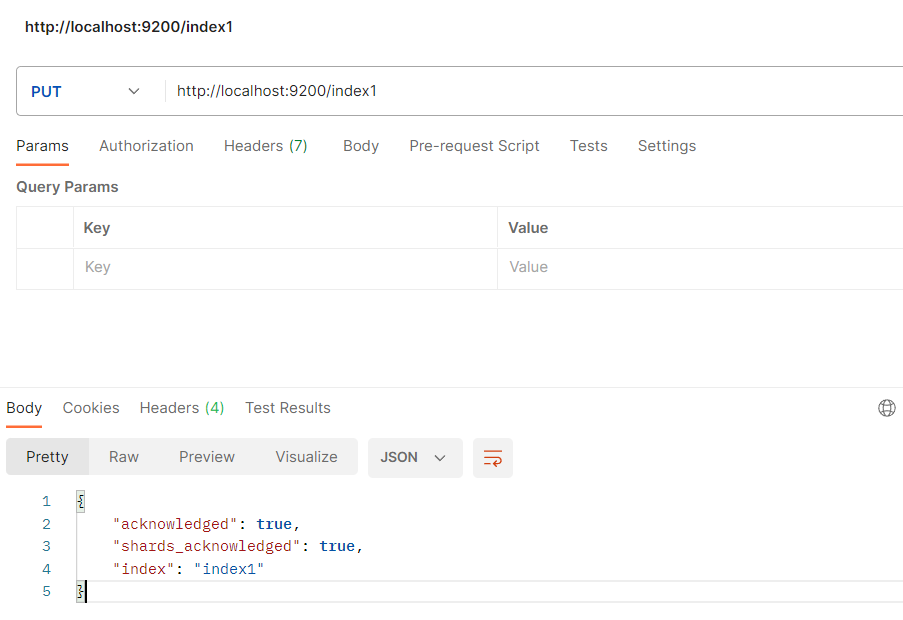 http://localhost:9200/index1
PUT http://localhost:9200/index1
Params Authorization Headers (7) Body Pre-request Script Tests Settings
Query Params
Key Value
Key Value
Body Cookies Headers (4) Test Results
Pretty Raw Preview Visualize JSON
1 {
2 "acknowledged": true,
3 "shards_acknowledged": true,
4 "index": "index1"
5 }